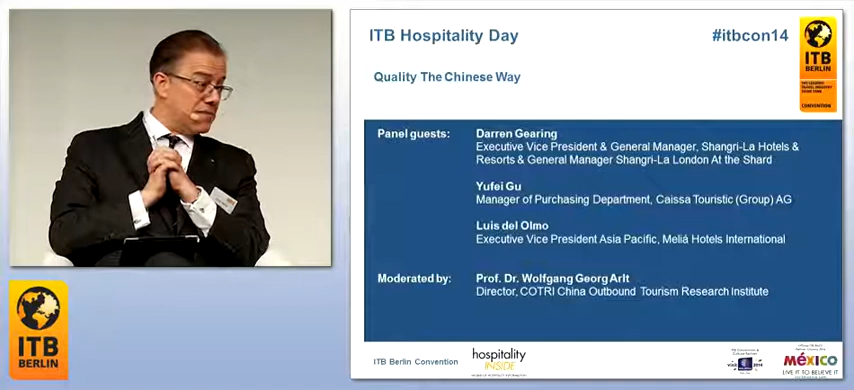 ITB Hospitality Day
#itbcon14
ITB
BERLIN
CONVENTION
Quality The Chinese Way
Panel guests:
Darren Gearing
Executive Vice President & General Manager, Shangri-La Hotels &
Resorts & General Manager Shangri-La London At the Shard
Yufei Gu
Manager of Purchasing Department, Caissa Touristic (Group) AG
Luis del Olmo
Executive Vice President Asia Pacific, Meliá Hotels International
Moderated by:
Prof. Dr. Wolfgang Georg Arlt
Director, COTRI China Outbound Tourism Research Institute
ITB
BERLIN
ITB Berlin Convention
hospitality
INSIDE
MÉXICO
LIVE IT TO BELIEVE IT